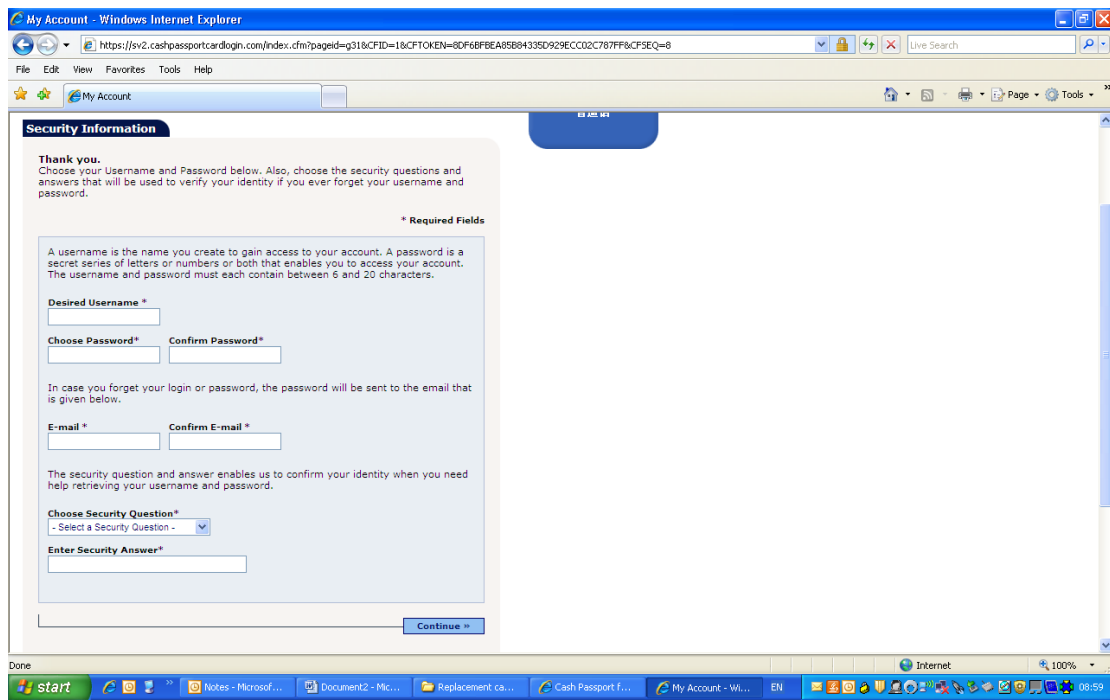 My Account - Windows Internet Explorer
https://sv2.cashpassportcardlogin.com/index.cfm?pageid=g31&CFID=1&CFTOKEN=8DF6BFBEA85B84335D929ECC02C787FF&CFSEQ=8
Live Search
File Edit View Favorites Tools Help
My Account
Page Tools
Security Information
普通话
Thank you.
Choose your Username and Password below. Also, choose the security questions and
answers that will be used to verify your identity if you ever forget your username and
password.
* Required Fields
A username is the name you create to gain access to your account. A password is a
secret series of letters or numbers or both that enables you to access your account.
The username and password must each contain between 6 and 20 characters.
Desired Username *
Choose Password* Confirm Password*
In case you forget your login or password, the password will be sent to the email that
is given below.
E-mail * Confirm E-mail *
The security question and answer enables us to confirm your identity when you need
help retrieving your username and password.
Choose Security Question*
- Select a Security Question -
Enter Security Answer*
Continue »
Done Internet 100%
start Notes - Microsof... Document2 - Mic... Replacement ca... Cash Passport f... My Account - Wi... EN 08:59